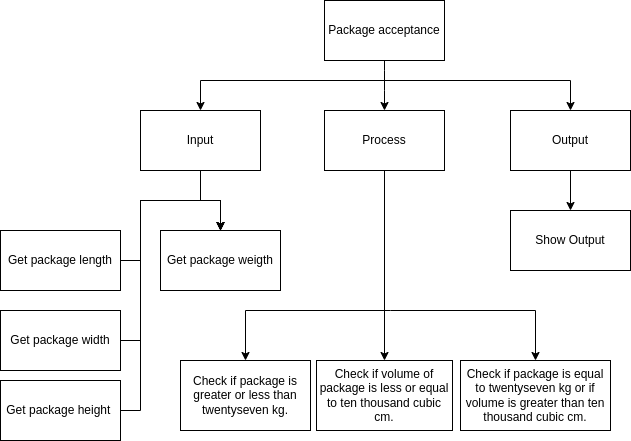 Package acceptance
Input
Process
Output
Show Output
Get package length
Get package weigth
Get package width
Get package height
Check if package is
greater or less than
twentyseven kg.
Check if volume of
package is less or equal
to ten thousand cubic
cm.
Check if package is equal
to twentyseven kg or if
volume is greater than ten
thousand cubic cm.